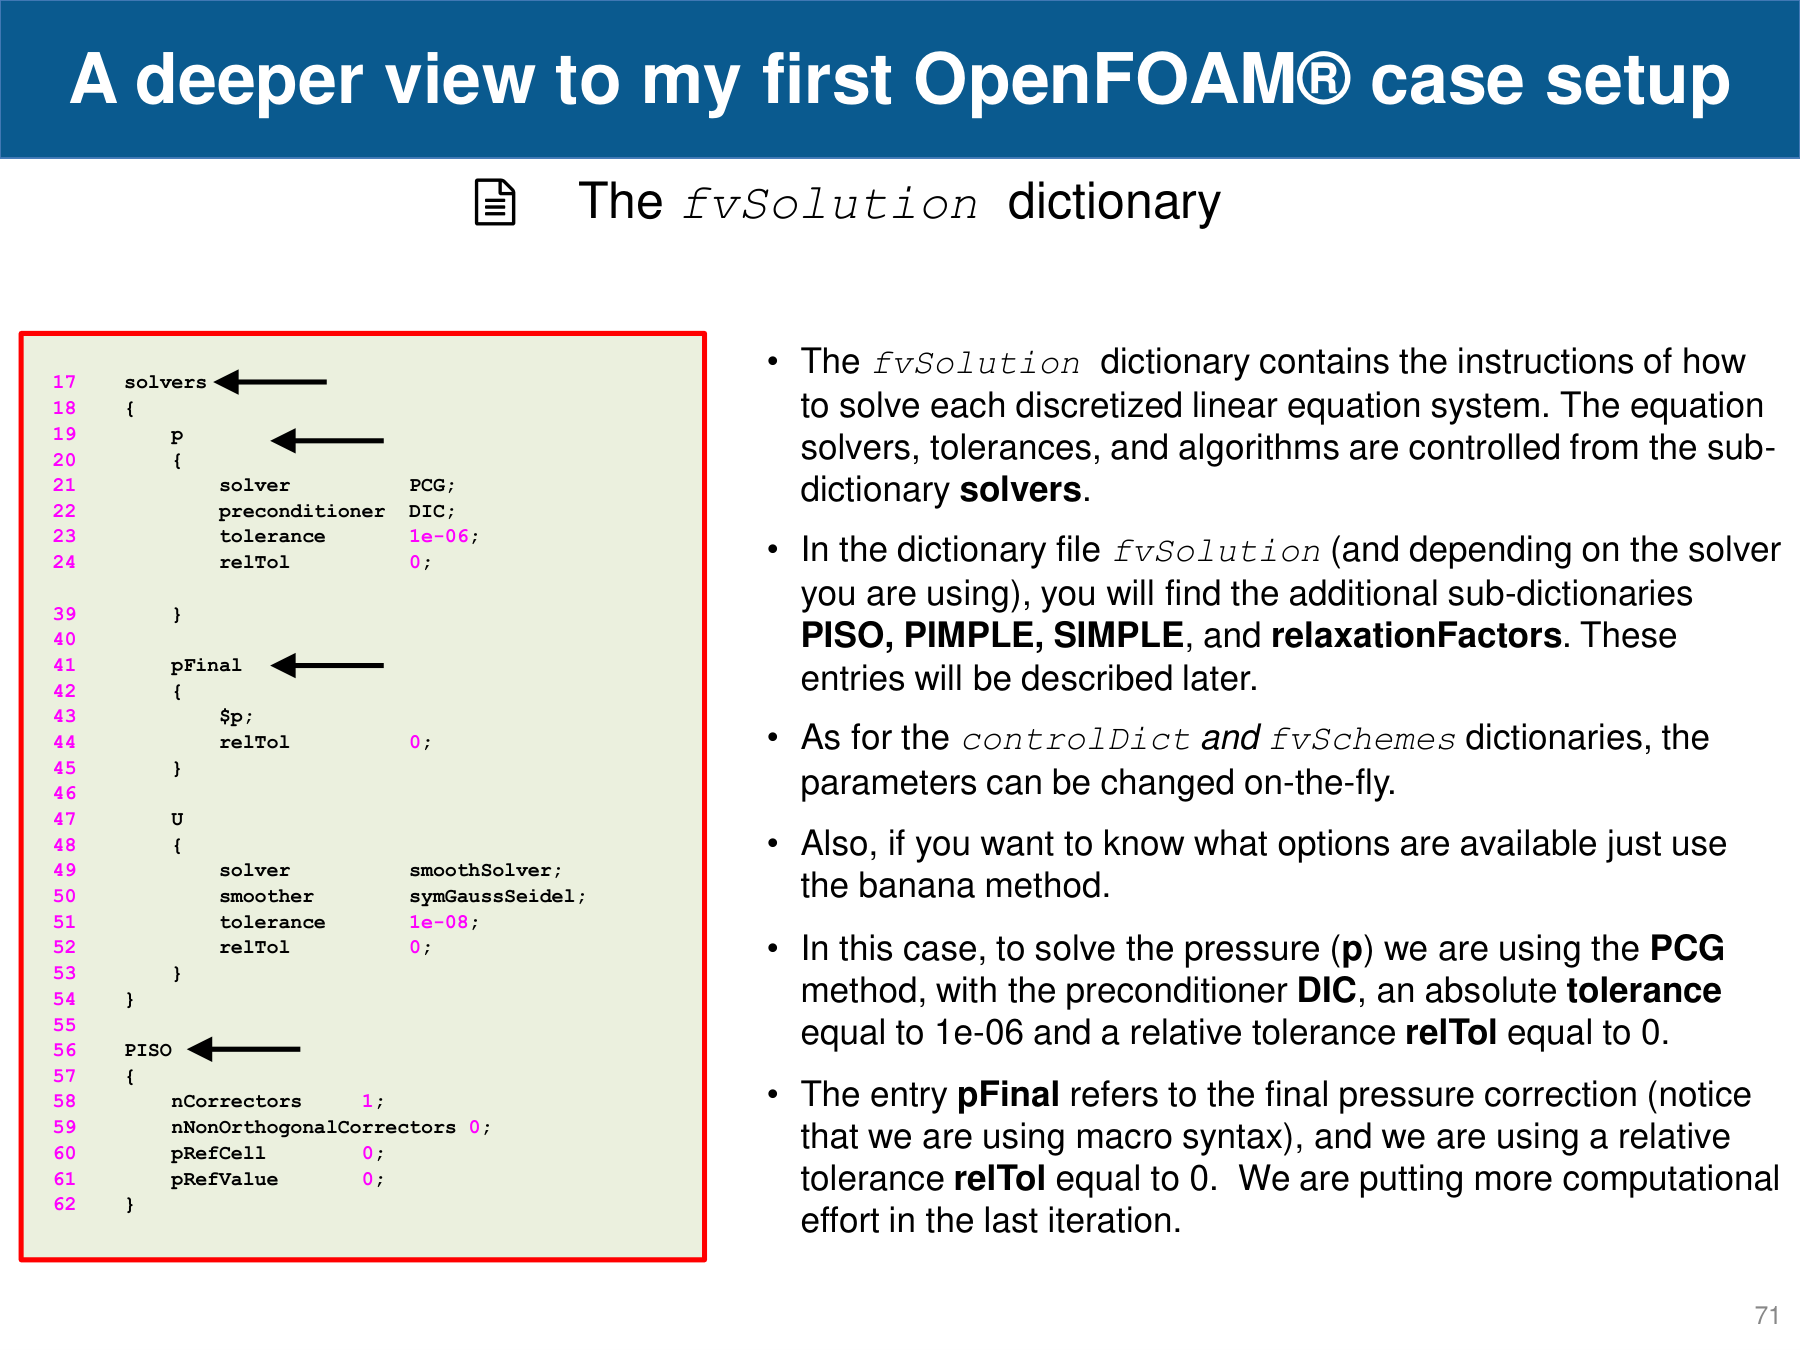 A deeper view to my first OpenFOAM® case setup
The fvSolution dictionary
17    solvers
18    {
19        p
20        {
21            solver          PCG;
22            preconditioner  DIC;
23            tolerance       1e-06;
24            relTol          0;
39        }
40
41        pFinal
42        {
43            $p;
44            relTol          0;
45        }
46
47        U
48        {
49            solver          smoothSolver;
50            smoother        symGaussSeidel;
51            tolerance       1e-08;
52            relTol          0;
53        }
54    }
55
56    PISO
57    {
58        nCorrectors     1;
59        nNonOrthogonalCorrectors 0;
60        pRefCell        0;
61        pRefValue       0;
62    }
• The fvSolution dictionary contains the instructions of how
to solve each discretized linear equation system. The equation
solvers, tolerances, and algorithms are controlled from the sub-
dictionary solvers.
• In the dictionary file fvSolution (and depending on the solver
you are using), you will find the additional sub-dictionaries
PISO, PIMPLE, SIMPLE, and relaxationFactors. These
entries will be described later.
• As for the controlDict and fvSchemes dictionaries, the
parameters can be changed on-the-fly.
• Also, if you want to know what options are available just use
the banana method.
• In this case, to solve the pressure (p) we are using the PCG
method, with the preconditioner DIC, an absolute tolerance
equal to 1e-06 and a relative tolerance relTol equal to 0.
• The entry pFinal refers to the final pressure correction (notice
that we are using macro syntax), and we are using a relative
tolerance relTol equal to 0.  We are putting more computational
effort in the last iteration.
71